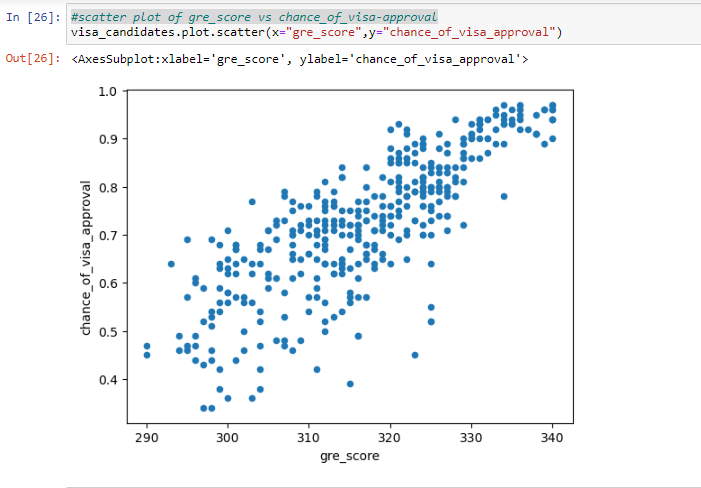 In [26]: #scatter plot of gre_score vs chance_of_visa-approval
visa_candidates.plot.scatter(x="gre_score",y="chance_of_visa_approval")
Out[26]: <AxesSubplot:xlabel='gre_score', ylabel='chance_of_visa_approval'>
1.0
0.9
0.8
0.7
0.6
0.5
0.4
chance_of_visa_approval
290 300 310 320 330 340
gre_score